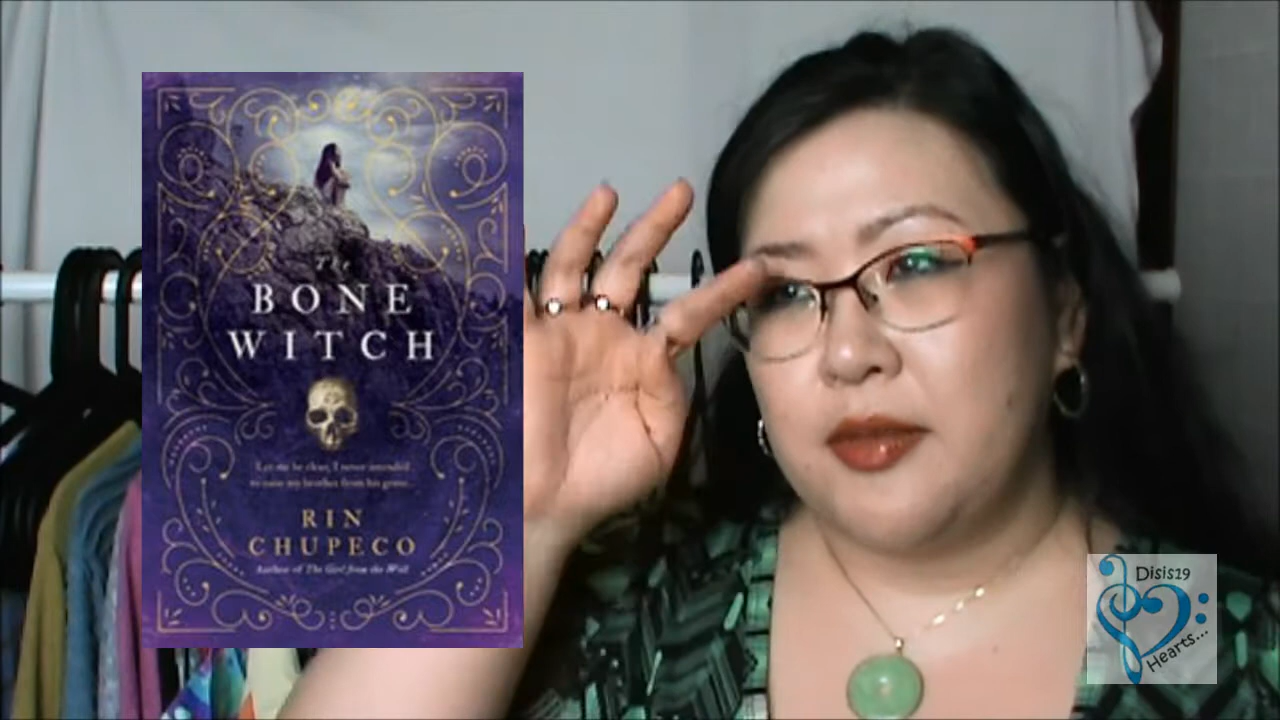 The
BONE
WITCH
Let me be clear, I never intended
to raise my brother from his grave...
RIN
CHUPECO
Author of The Girl from the Well
Disis19
Hearts...